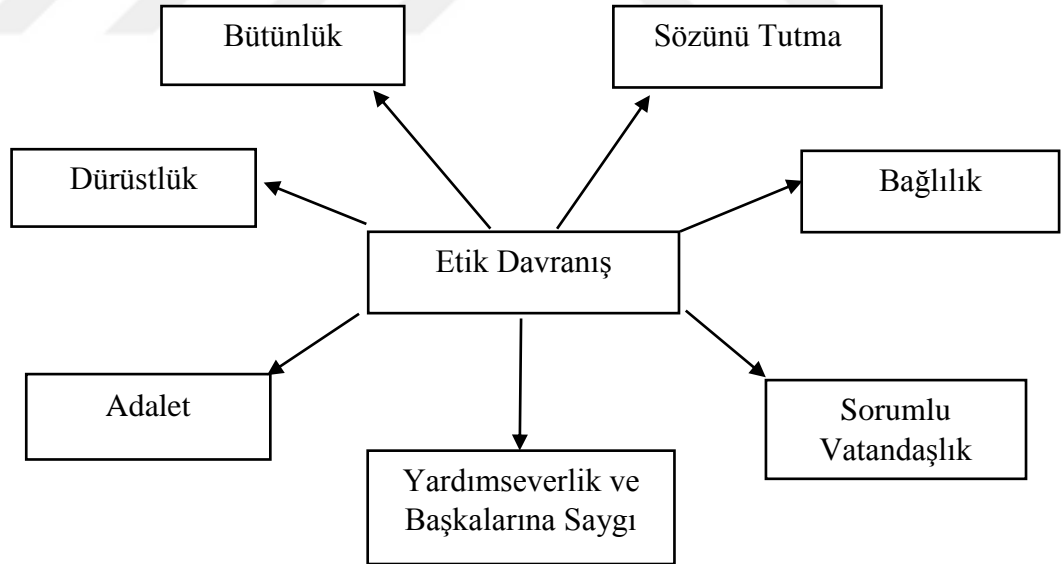 Bütünlük
Sözünü Tutma
Dürüstlük
Bağlılık
Etik Davranış
Adalet
Sorumlu
Vatandaşlık
Yardımseverlik ve
Başkalarına Saygı